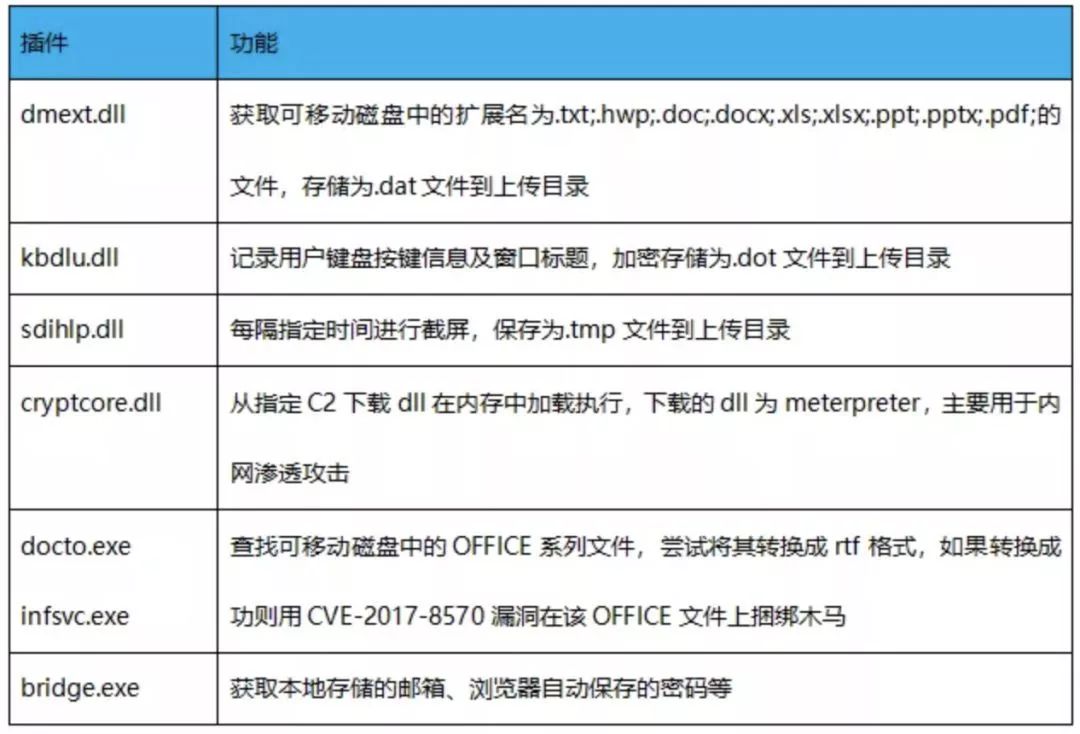 插件 功能
dmext.dll 获取可移动磁盘中的扩展名为.txt;.hwp;.doc;.docx;.xls;.xlsx;.ppt;.pptx;.pdf;的
文件，存储为.dat 文件到上传目录
kbdlu.dll 记录用户键盘按键信息及窗口标题，加密存储为.dot 文件到上传目录
sdihlp.dll 每隔指定时间进行截屏，保存为.tmp 文件到上传目录
cryptcore.dll 从指定 C2 下载 dll 在内存中加载执行，下载的 dll 为 meterpreter，主要用于内
网渗透攻击
docto.exe 查找可移动磁盘中的 OFFICE 系列文件，尝试将其转换成 rtf 格式，如果转换成
infsvc.exe 功则用 CVE-2017-8570 漏洞在该 OFFICE 文件上捆绑木马
bridge.exe 获取本地存储的邮箱、浏览器自动保存的密码等